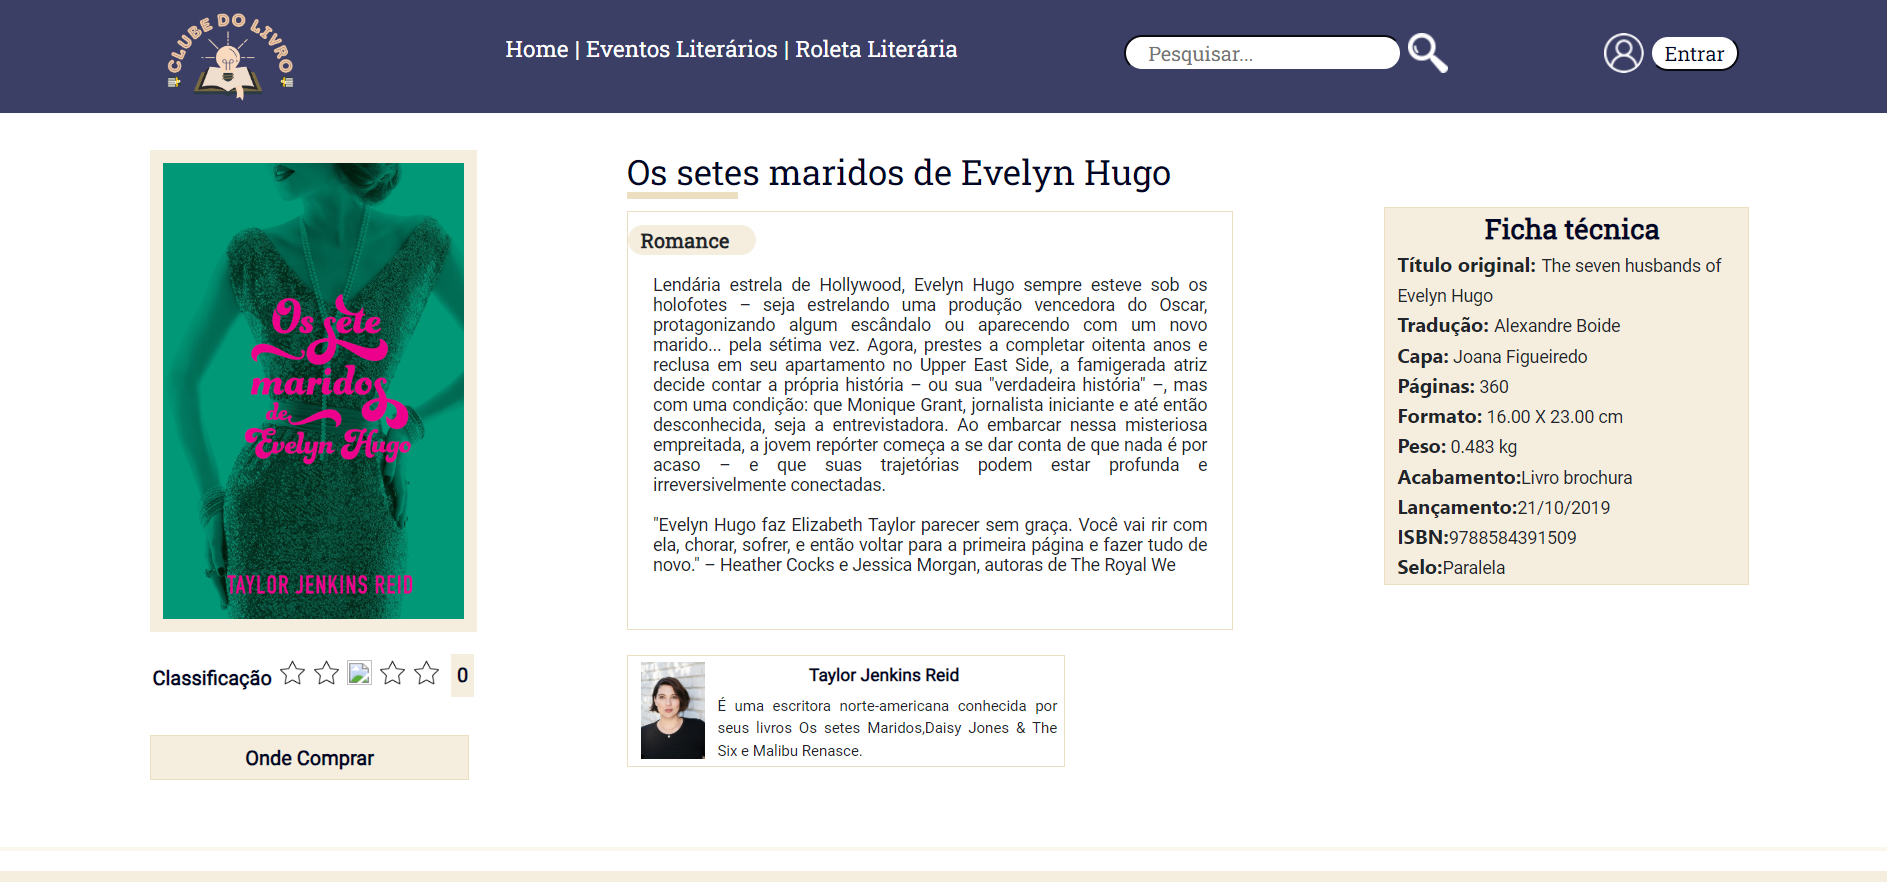 CLUBE DO LIVRO
Home | Eventos Literários | Roleta Literária
Pesquisar...
Entrar
Os sete
maridos
de
Evelyn Hugo
TAYLOR JENKINS REID
Classificação
0
Onde Comprar
Os setes maridos de Evelyn Hugo
Romance
Lendária estrela de Hollywood, Evelyn Hugo sempre esteve sob os
holofotes – seja estrelando uma produção vencedora do Oscar,
protagonizando algum escândalo ou aparecendo com um novo
marido... pela sétima vez. Agora, prestes a completar oitenta anos e
reclusa em seu apartamento no Upper East Side, a famigerada atriz
decide contar a própria história – ou sua "verdadeira história" –, mas
com uma condição: que Monique Grant, jornalista iniciante e até então
desconhecida, seja a entrevistadora. Ao embarcar nessa misteriosa
empreitada, a jovem repórter começa a se dar conta de que nada é por
acaso – e que suas trajetórias podem estar profunda e
irreversivelmente conectadas.
"Evelyn Hugo faz Elizabeth Taylor parecer sem graça. Você vai rir com
ela, chorar, sofrer, e então voltar para a primeira página e fazer tudo de
novo." – Heather Cocks e Jessica Morgan, autoras de The Royal We
Taylor Jenkins Reid
É uma escritora norte-americana conhecida por
seus livros Os setes Maridos,Daisy Jones & The
Six e Malibu Renasce.
Ficha técnica
Título original: The seven husbands of
Evelyn Hugo
Tradução: Alexandre Boide
Capa: Joana Figueiredo
Páginas: 360
Formato: 16.00 X 23.00 cm
Peso: 0.483 kg
Acabamento:Livro brochura
Lançamento:21/10/2019
ISBN:9788584391509
Selo:Paralela